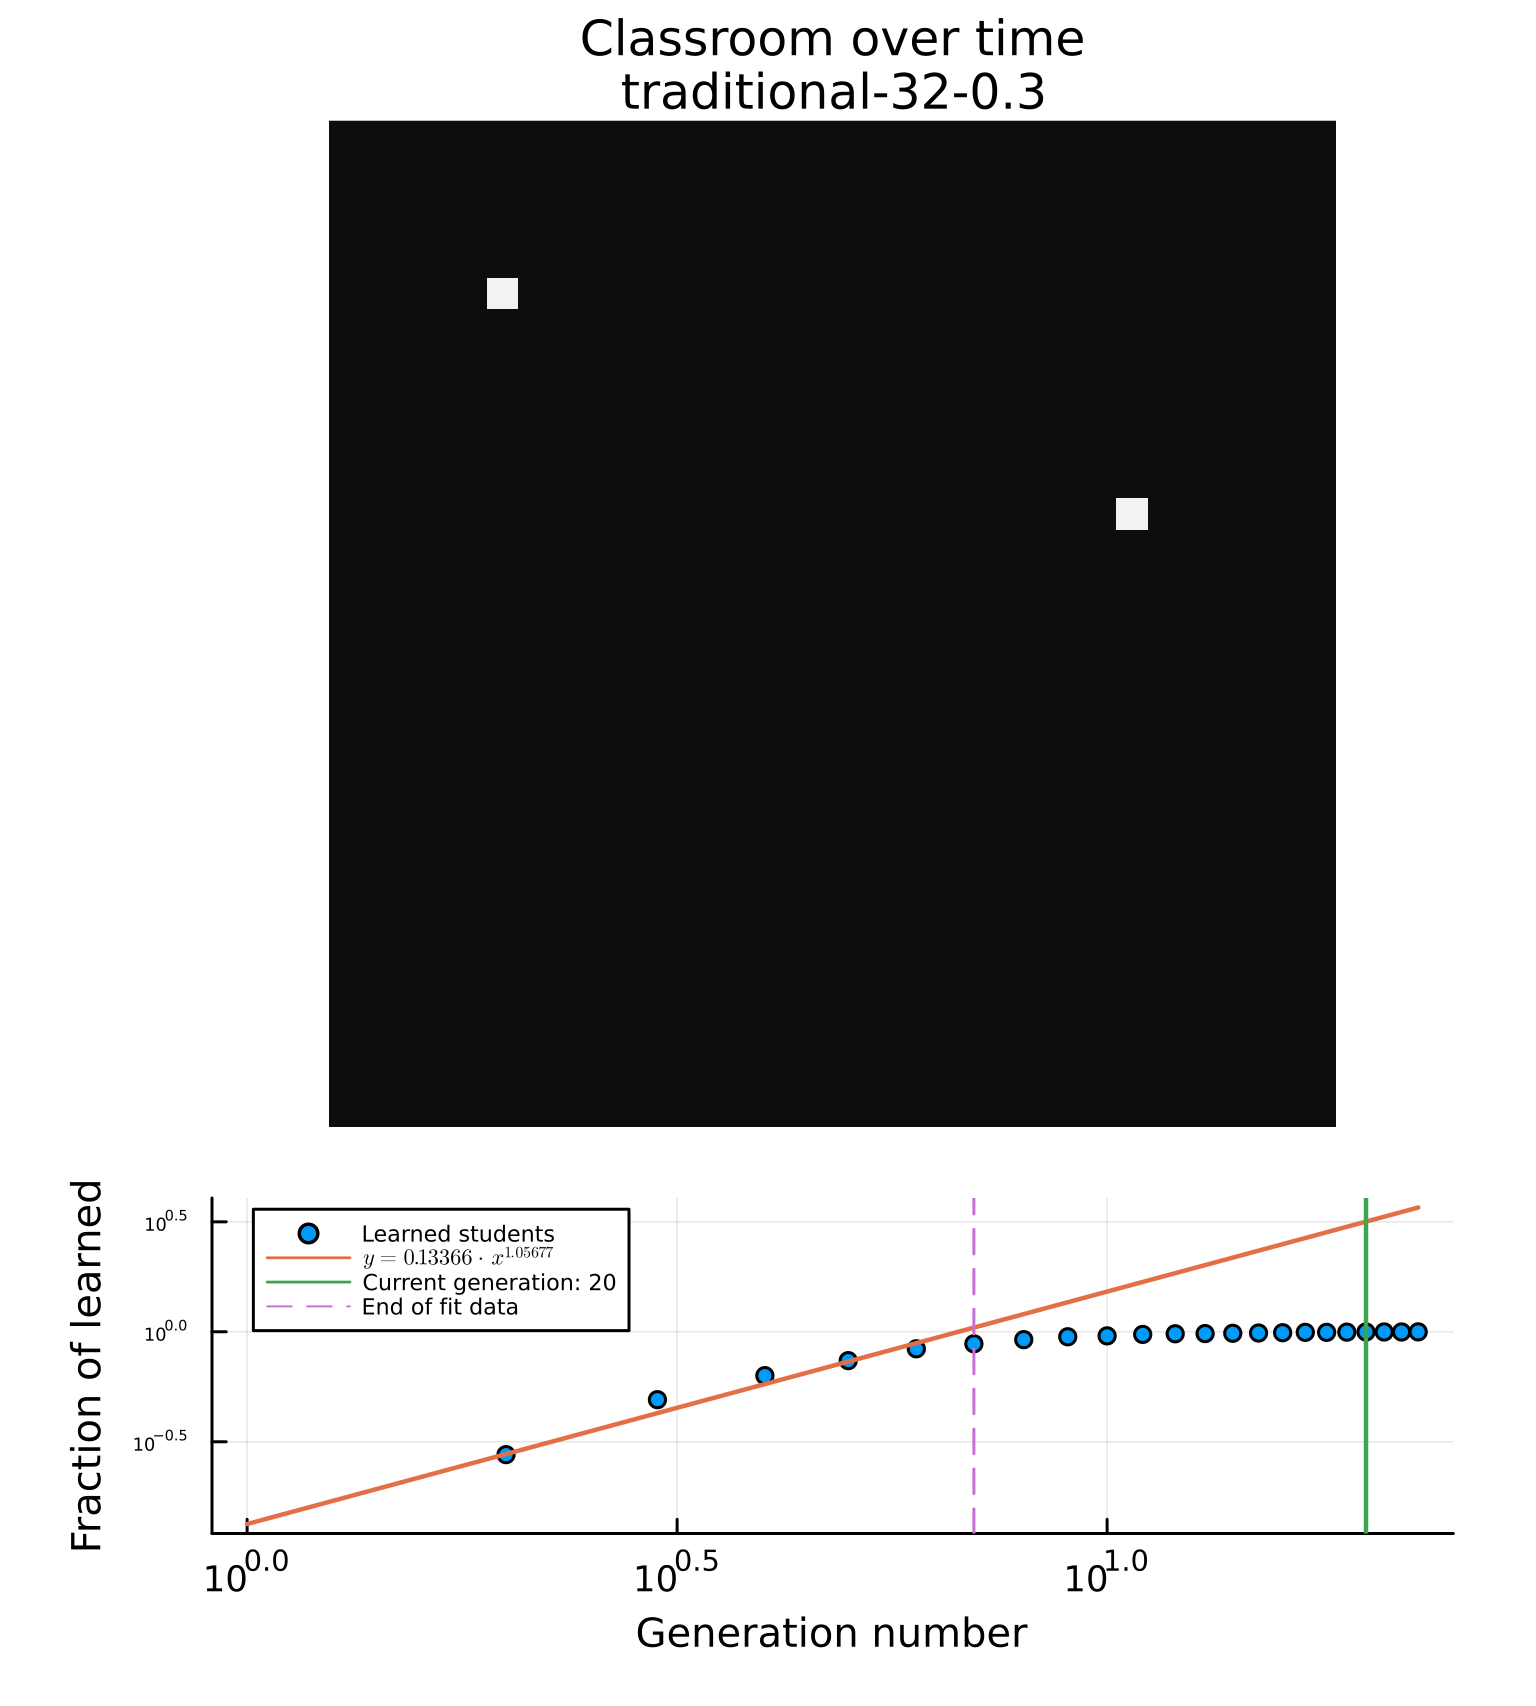 Classroom over time
traditional-32-0.3
Fraction of learned
10^0.5
10^0.0
10^−0.5
Learned students
y = 0.13366 · x^1.05677
Current generation: 20
End of fit data
10^0.0
10^0.5
10^1.0
Generation number